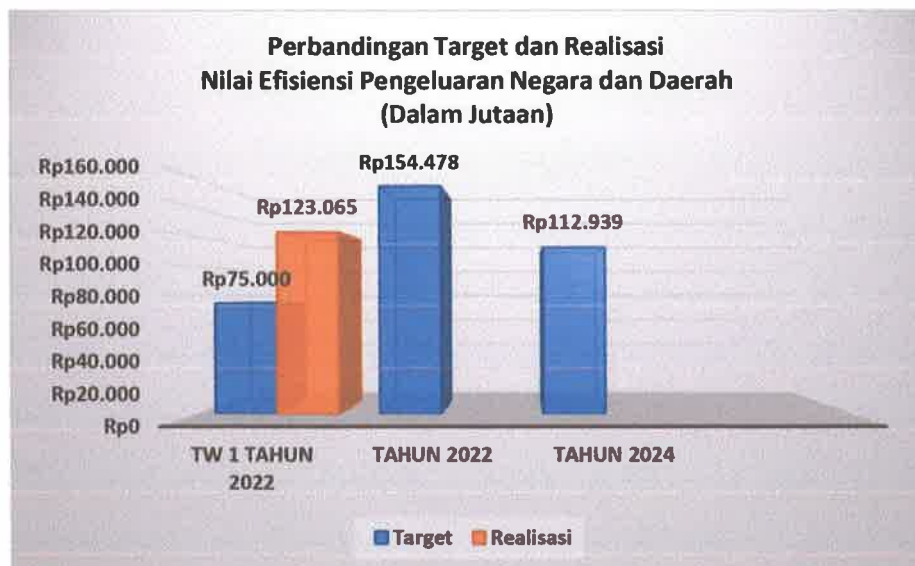 Perbandingan Target dan Realisasi
Nilai Efisiensi Pengeluaran Negara dan Daerah
(Dalam Jutaan)
Rp160.000
Rp140.000
Rp120.000
Rp100.000
Rp80.000
Rp60.000
Rp40.000
Rp20.000
Rp0
Rp75.000
Rp123.065
Rp154.478
Rp112.939
TW 1 TAHUN
2022
TAHUN 2022
TAHUN 2024
Target
Realisasi